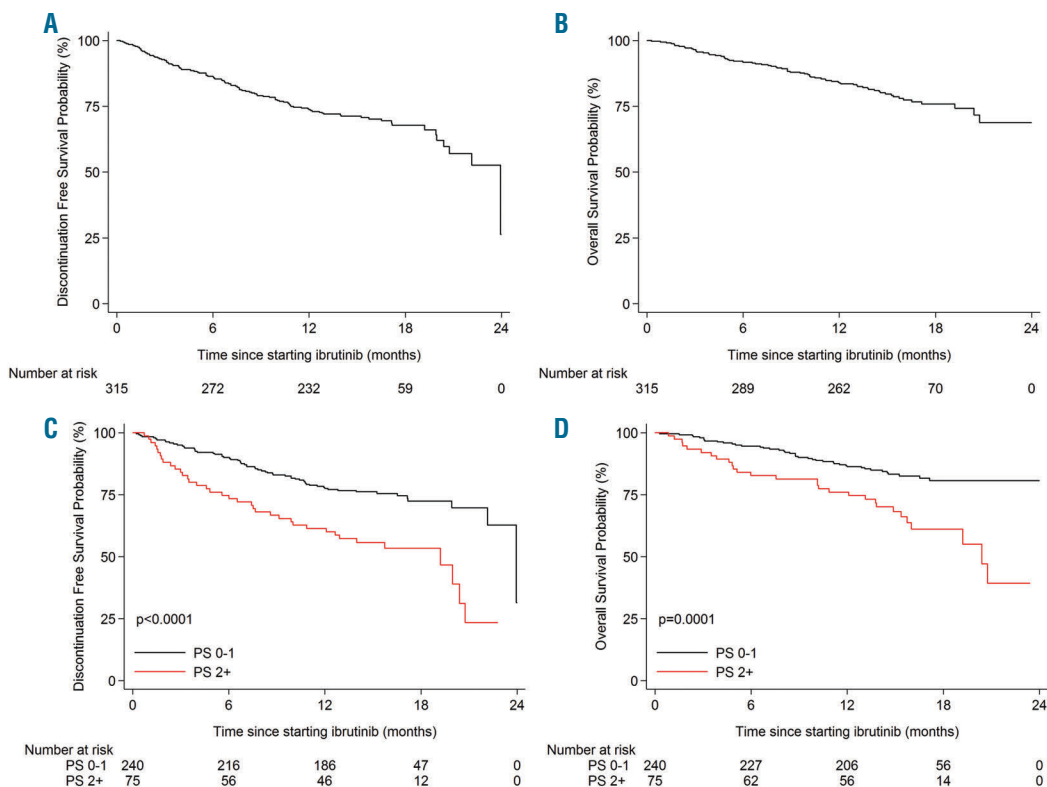 A
Discontinuation Free Survival Probability (%)
100
75
50
25
0
0 6 12 18 24
Time since starting ibrutinib (months)
Number at risk
315 272 232 59 0
B
Overall Survival Probability (%)
100
75
50
25
0
0 6 12 18 24
Time since starting ibrutinib (months)
Number at risk
315 289 262 70 0
C
Discontinuation Free Survival Probability (%)
100
75
50
25
0
p<0.0001
PS 0-1
PS 2+
0 6 12 18 24
Time since starting ibrutinib (months)
Number at risk
PS 0-1 240 216 186 47 0
PS 2+ 75 56 46 12 0
D
Overall Survival Probability (%)
100
75
50
25
0
p=0.0001
PS 0-1
PS 2+
0 6 12 18 24
Time since starting ibrutinib (months)
Number at risk
PS 0-1 240 227 206 56 0
PS 2+ 75 62 56 14 0